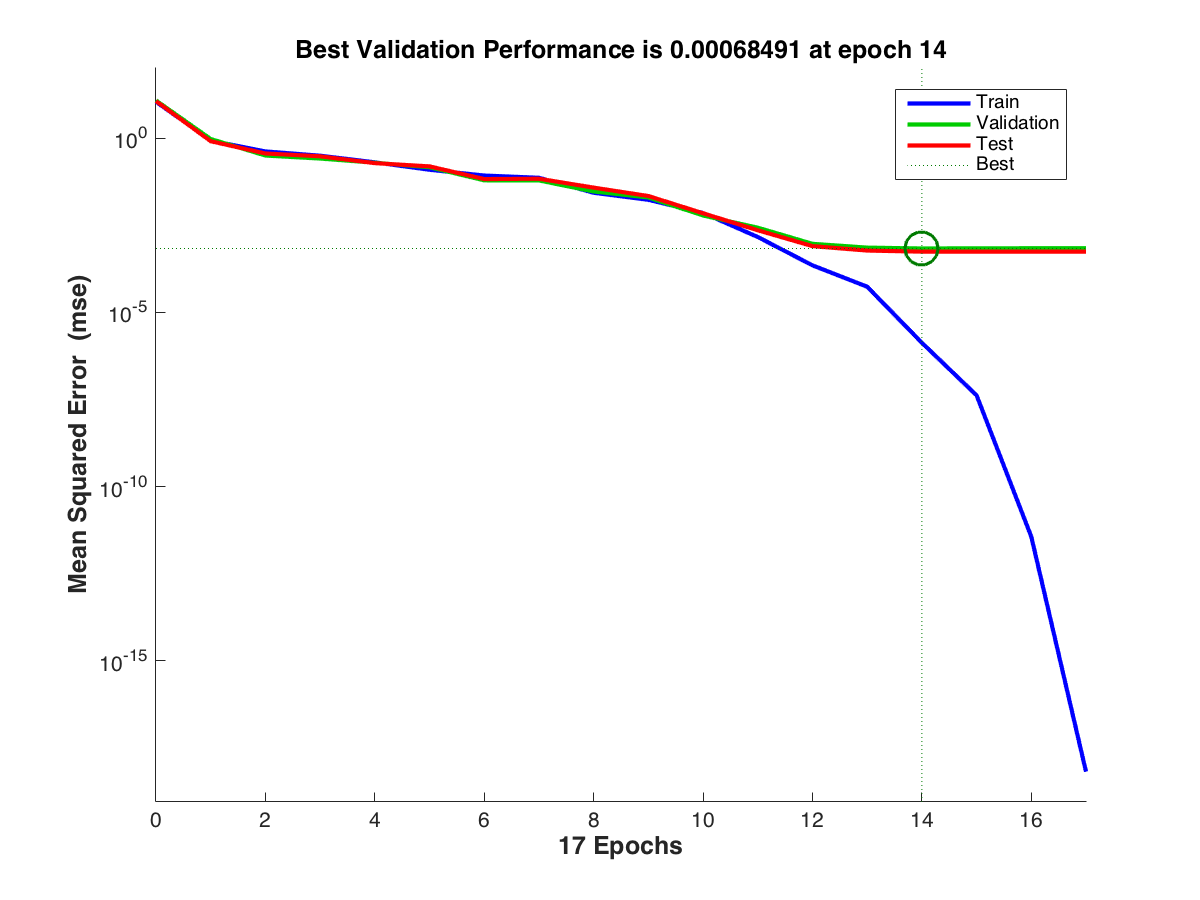 Best Validation Performance is 0.00068491 at epoch 14
Train
Validation
Test
Best
Mean Squared Error (mse)
10^0
10^-5
10^-10
10^-15
0 2 4 6 8 10 12 14 16
17 Epochs